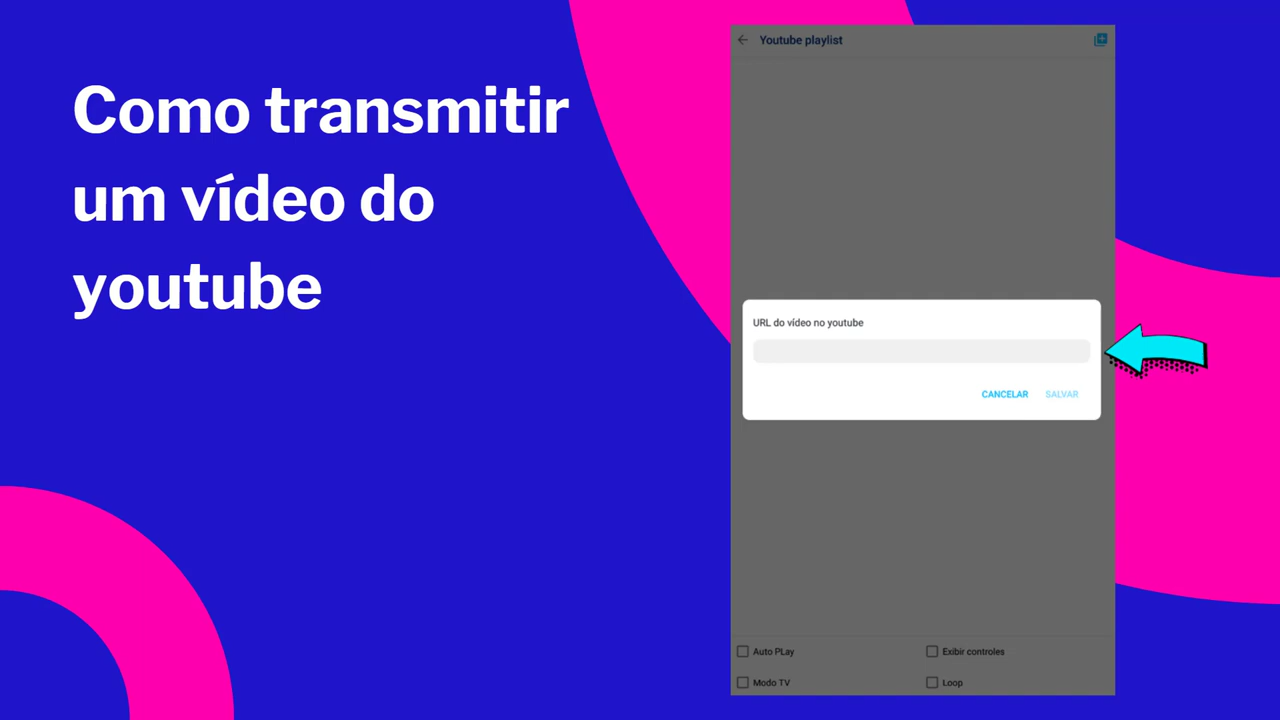 Como transmitir
um vídeo do
youtube
Youtube playlist
URL do vídeo no youtube
CANCELAR SALVAR
Auto PLay Exibir controles
Modo TV Loop